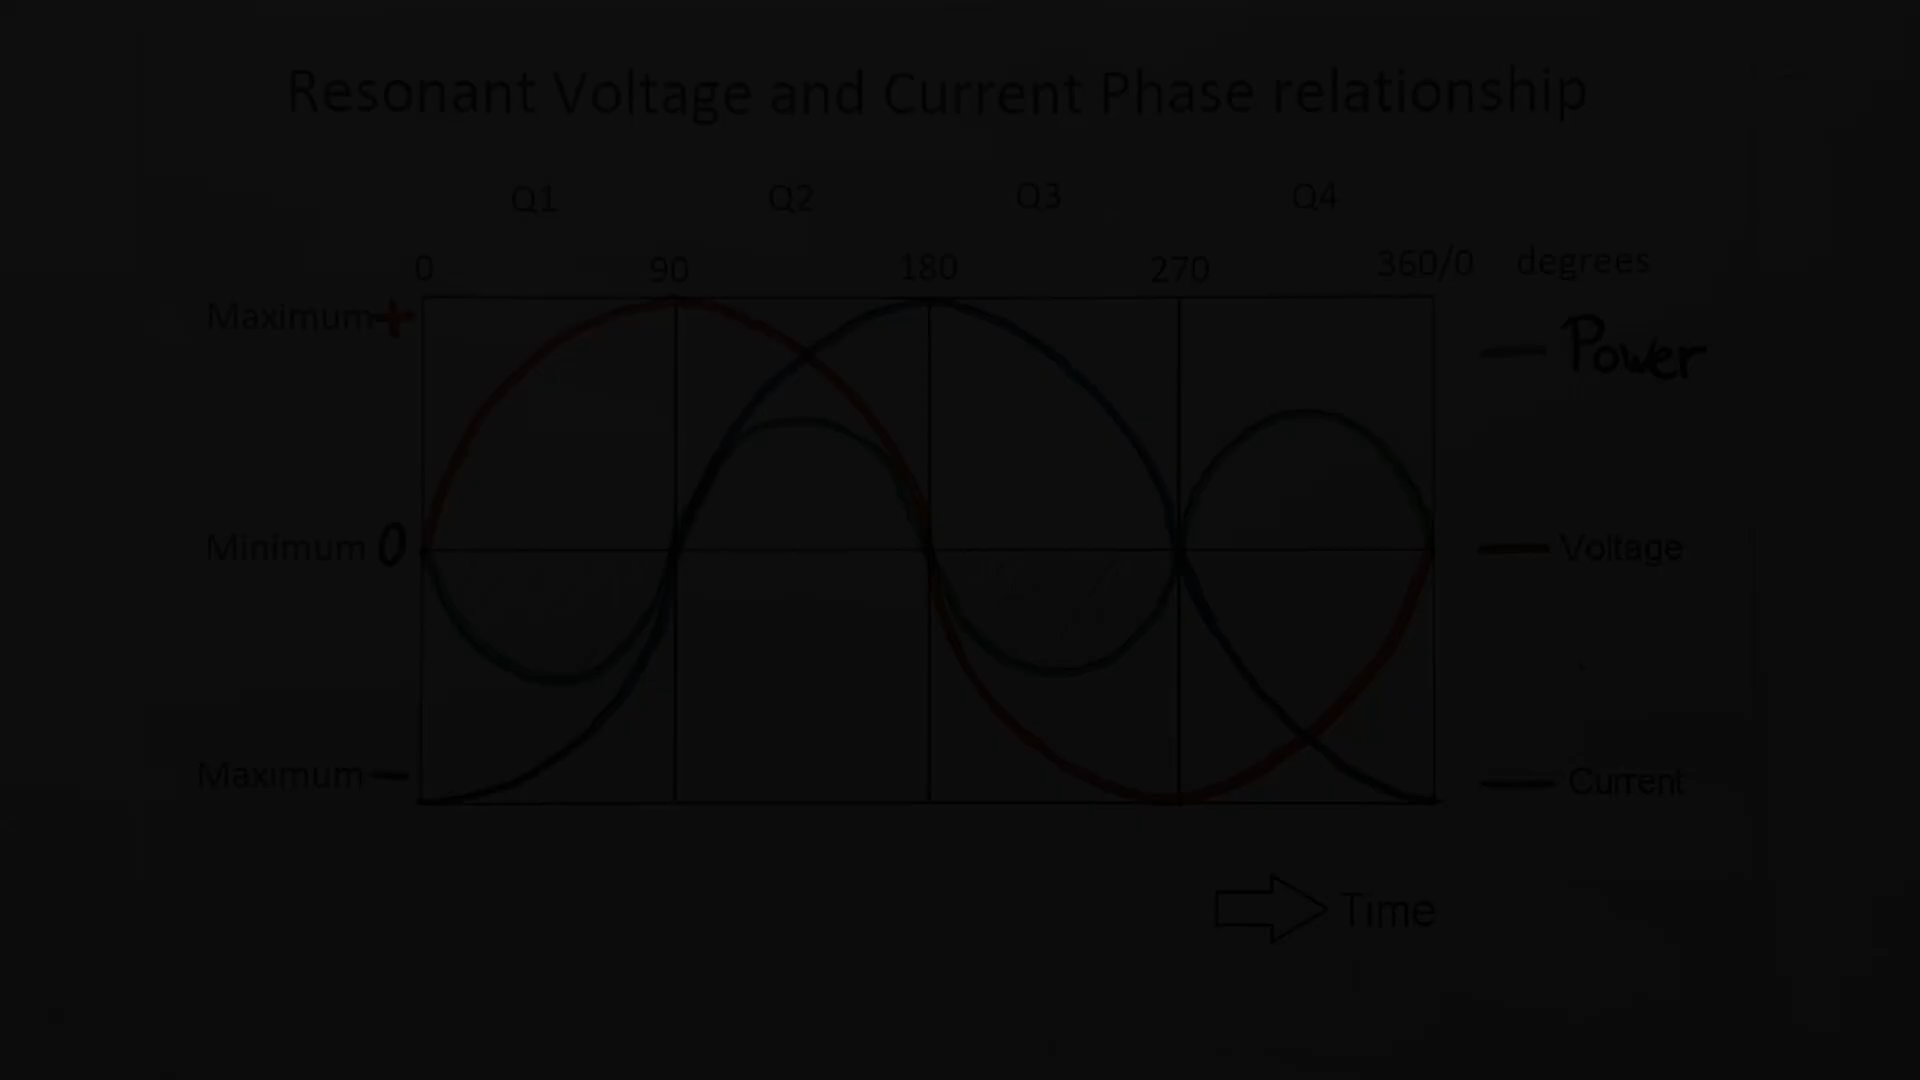 Resonant Voltage and Current Phase relationship
Q1 Q2 Q3 Q4
0 90 180 270 360/0 degrees
Maximum +
Power
Minimum 0
Voltage
Maximum -
Current
Time